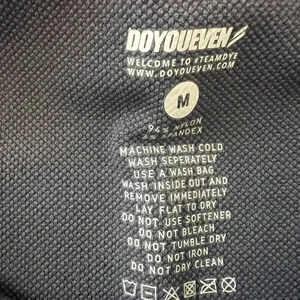 DOYOUEVEN
WELCOME TO #TEAMDYE
WWW.DOYOUEVEN.COM
M
94% NYLON
6% SPANDEX
MACHINE WASH COLD
WASH SEPERATELY
USE A WASH BAG
WASH INSIDE OUT AND
REMOVE IMMEDIATELY
LAY FLAT TO DRY
DO NOT USE SOFTENER
DO NOT BLEACH
DO NOT TUMBLE DRY
DO NOT IRON
DO NOT DRY CLEAN